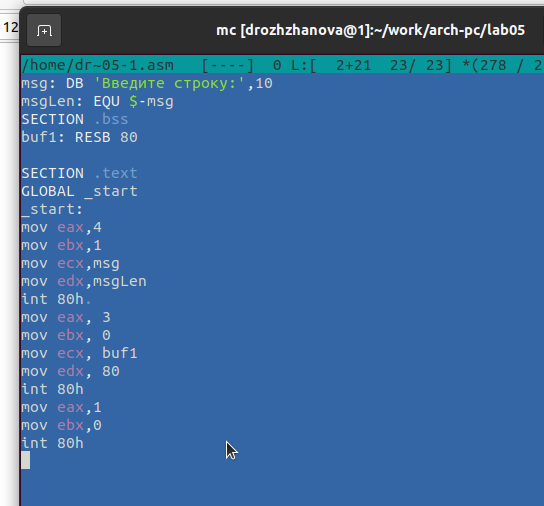 12
mc [drozhzhanova@1]:~/work/arch-pc/lab05
/home/dr~05-1.asm   [----]  0 L:[  2+21  23/ 23] *(278 / 2
msg: DB 'Введите строку:',10
msgLen: EQU $-msg
SECTION .bss
buf1: RESB 80

SECTION .text
GLOBAL _start
_start:
mov eax,4
mov ebx,1
mov ecx,msg
mov edx,msgLen
int 80h.
mov eax, 3
mov ebx, 0
mov ecx, buf1
mov edx, 80
int 80h
mov eax,1
mov ebx,0
int 80h